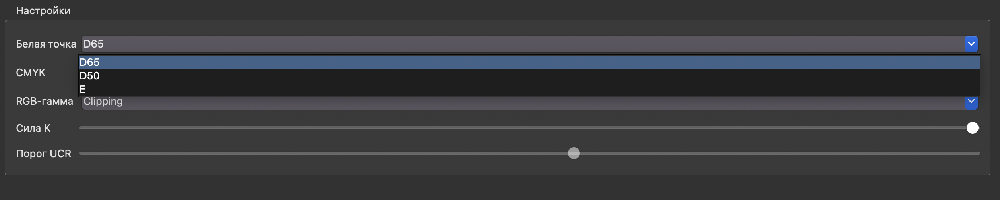 Настройки
Белая точка D65
D65
CMYK
D50
E
RGB-гамма Clipping
Сила K
Порог UCR